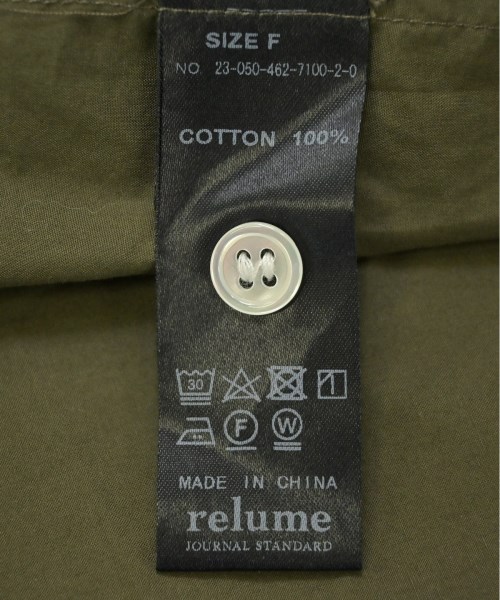 SIZE F
NO. 23-050-462-7100-2-0
COTTON 100%
30
F W
MADE IN CHINA
relume
JOURNAL STANDARD